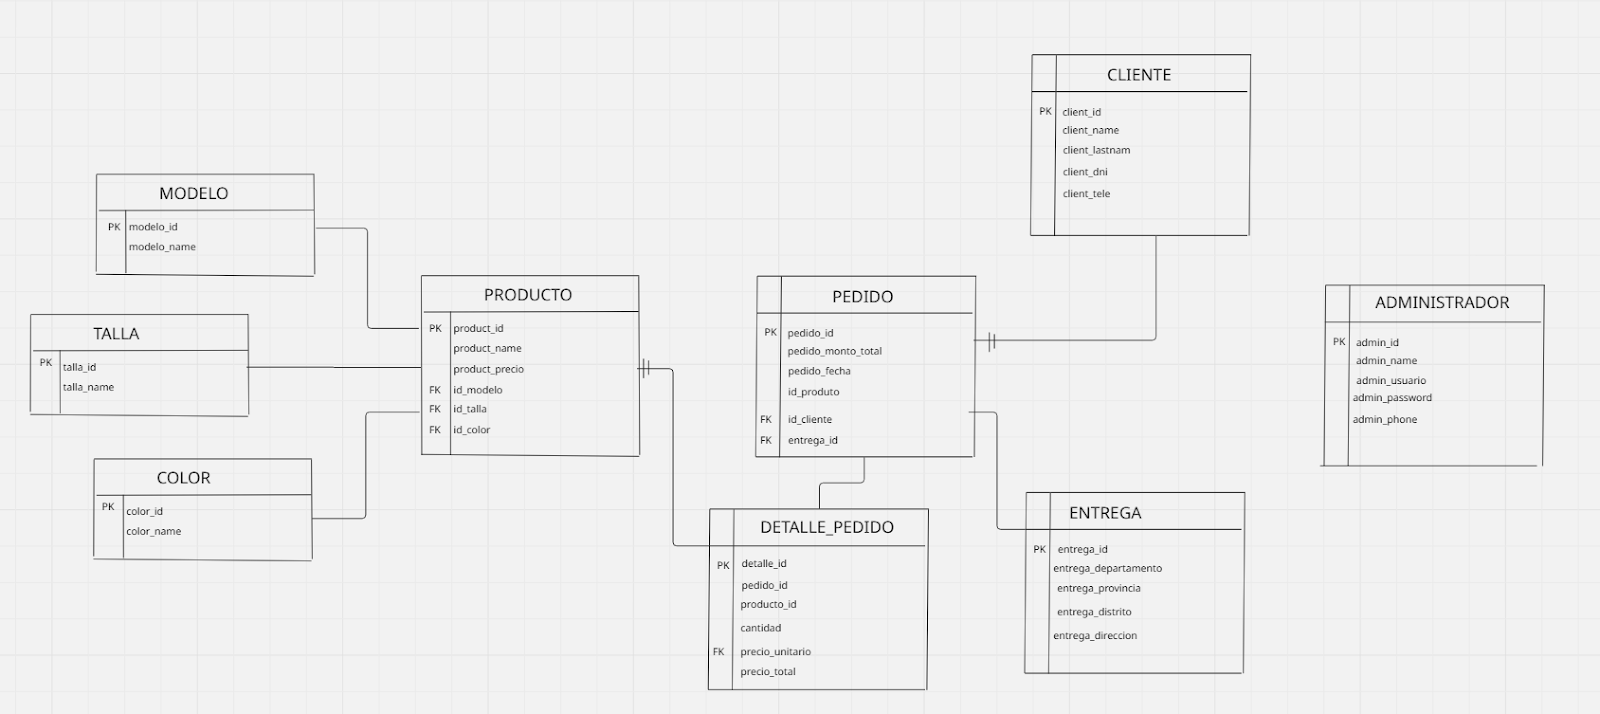 CLIENTE
PK client_id
client_name
client_lastnam
client_dni
client_tele
MODELO
PK modelo_id
modelo_name
TALLA
PK talla_id
talla_name
COLOR
PK color_id
color_name
PRODUCTO
PK product_id
product_name
product_precio
FK id_modelo
FK id_talla
FK id_color
PEDIDO
PK pedido_id
pedido_monto_total
pedido_fecha
id_produto
FK id_cliente
FK entrega_id
DETALLE_PEDIDO
PK detalle_id
pedido_id
producto_id
cantidad
FK precio_unitario
precio_total
ENTREGA
PK entrega_id
entrega_departamento
entrega_provincia
entrega_distrito
entrega_direccion
ADMINISTRADOR
PK admin_id
admin_name
admin_usuario
admin_password
admin_phone